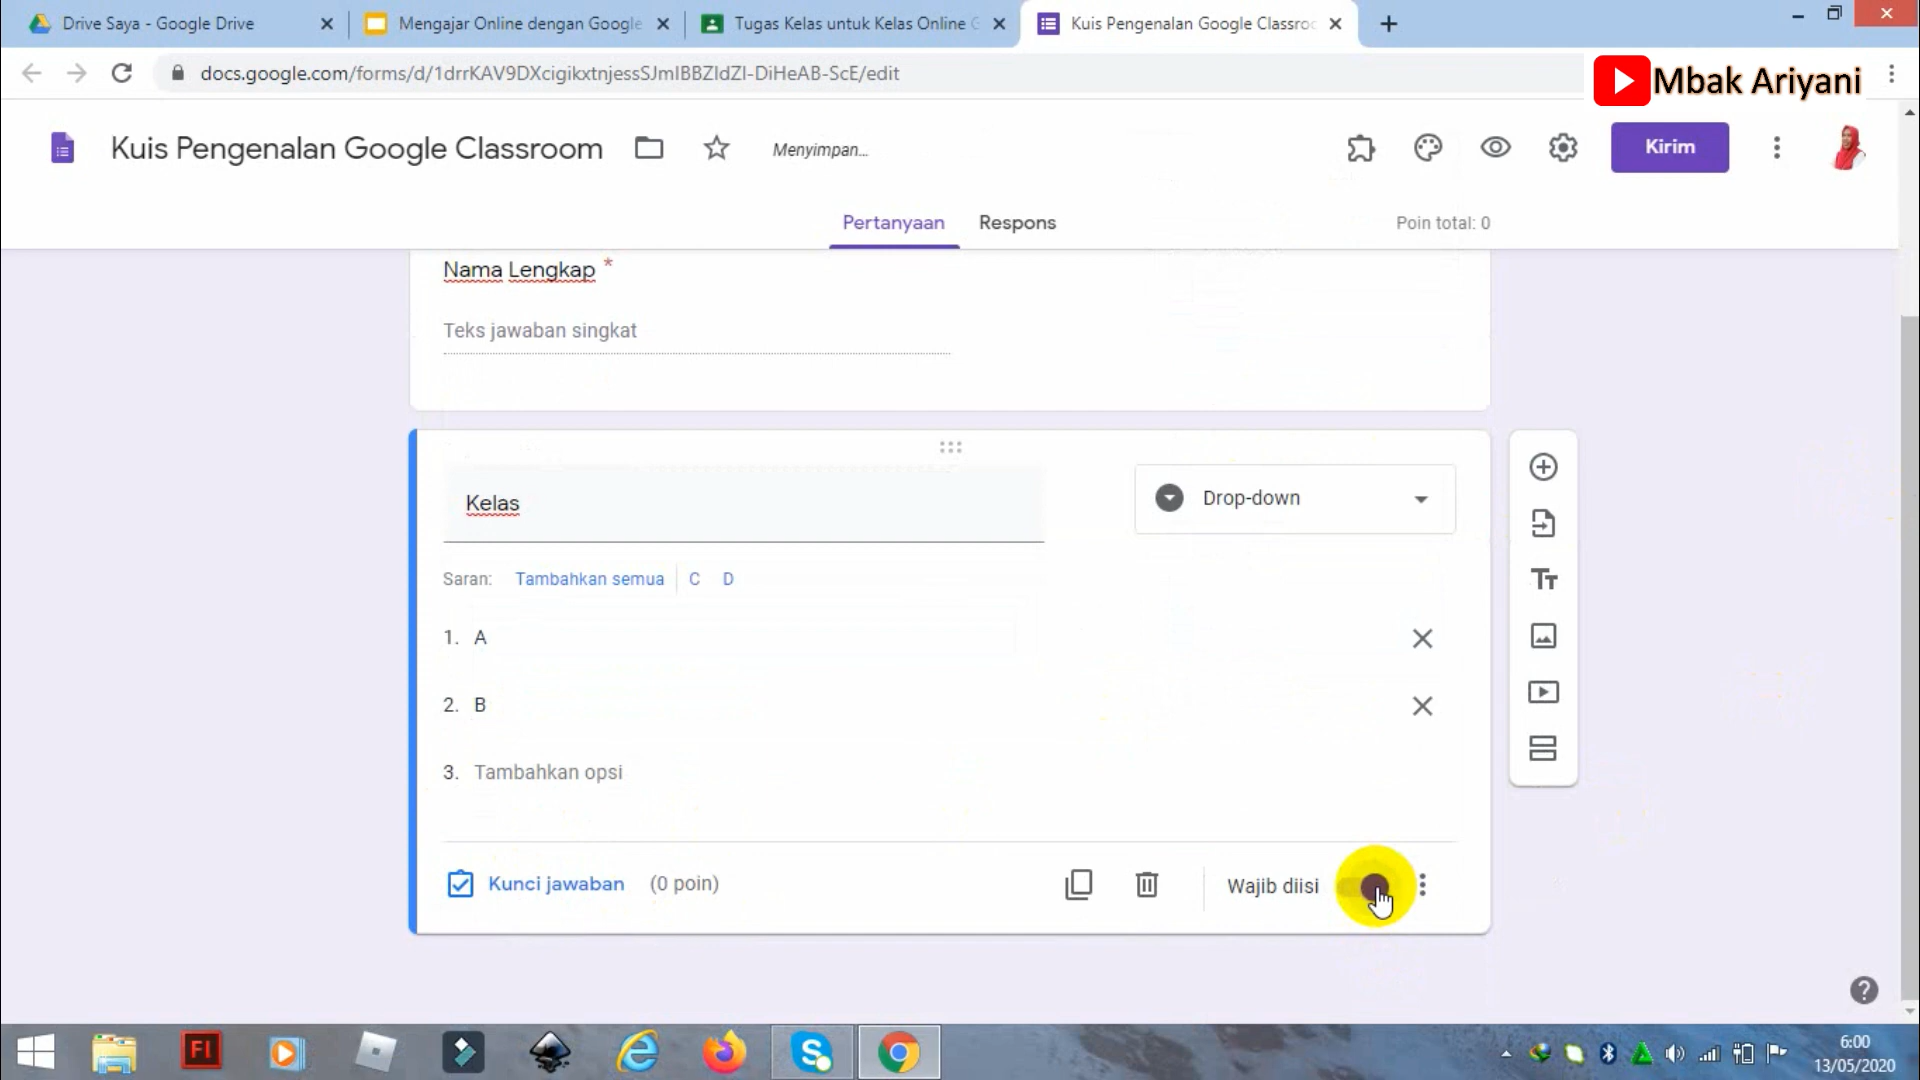 Drive Saya - Google Drive
Mengajar Online dengan Google
Tugas Kelas untuk Kelas Online G
Kuis Pengenalan Google Classroo
docs.google.com/forms/d/1drrKAV9DXcigikxtnjessSJmIBBZIdZI-DiHeAB-ScE/edit
Mbak Ariyani
Kuis Pengenalan Google Classroom
Menyimpan...
Kirim
Pertanyaan
Respons
Poin total: 0
Nama Lengkap *
Teks jawaban singkat
Kelas
Drop-down
Saran: Tambahkan semua C D
1. A
2. B
3. Tambahkan opsi
Kunci jawaban (0 poin)
Wajib diisi
6:00
13/05/2020